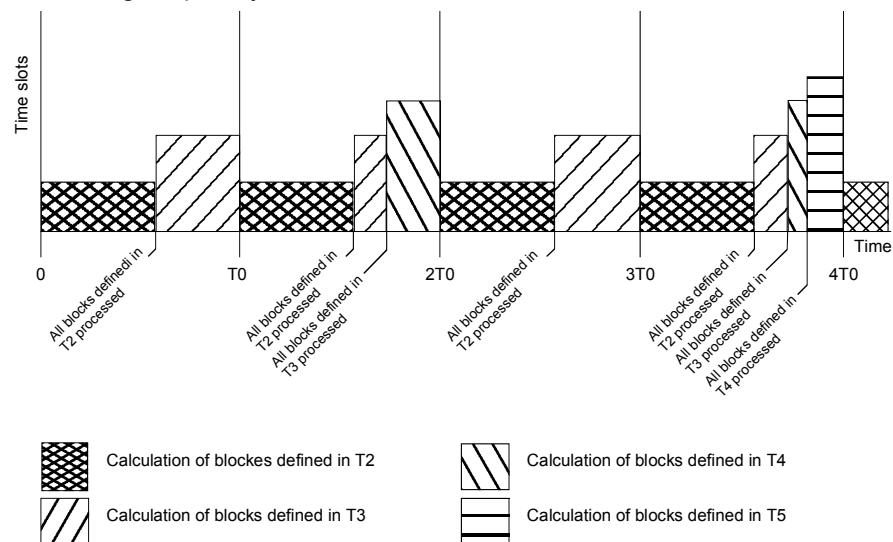 Time slots
Time
0
T0
2T0
3T0
4T0
All blocks defined in
T2 processed
All blocks defined in
T2 processed
All blocks defined in
T3 processed
All blocks defined in
T2 processed
All blocks defined in
T2 processed
All blocks defined in
T3 processed
All blocks defined in
T4 processed
Calculation of blockes defined in T2
Calculation of blocks defined in T4
Calculation of blocks defined in T3
Calculation of blocks defined in T5